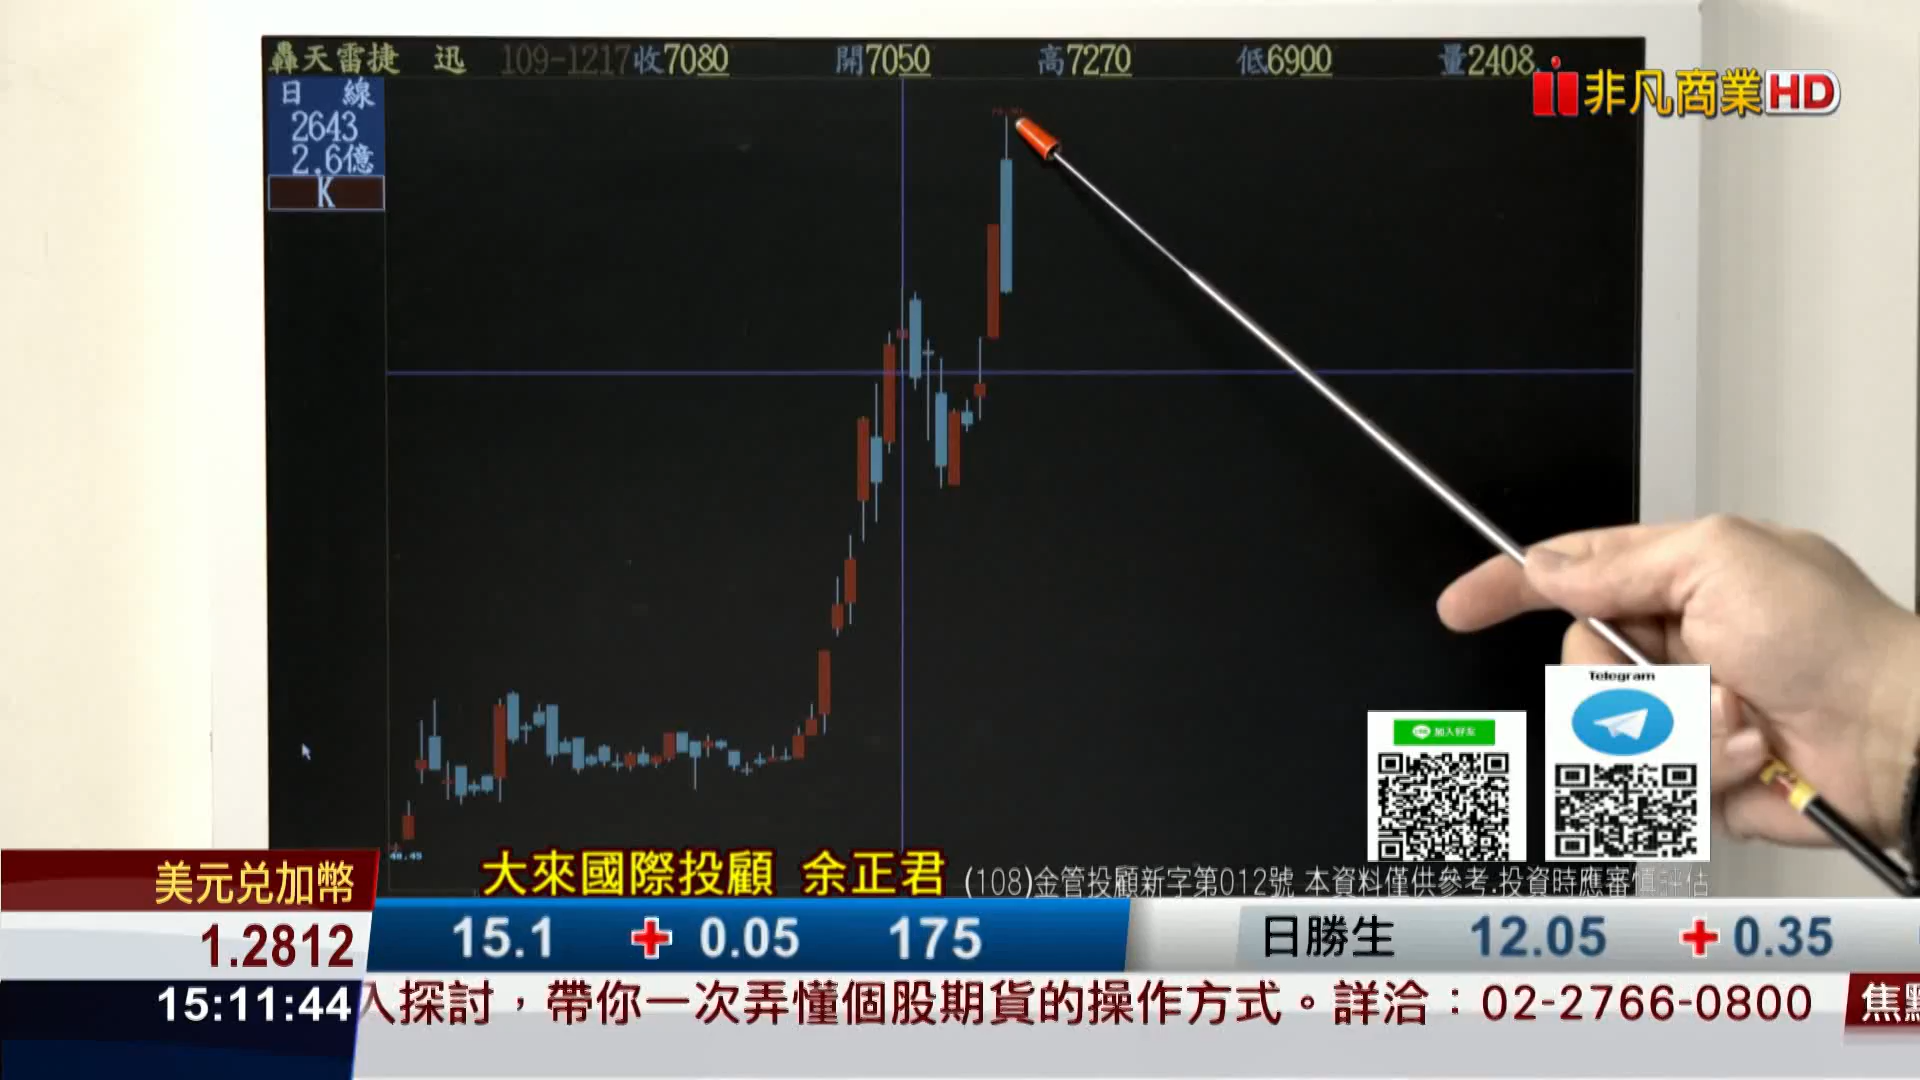 轟天雷捷 迅 109-1217收7080 開7050 高7270 低6900 量2408
非凡商業HD
日 線
2643
2.6億
K
48.45
Telegram
加入好友
美元兌加幣
大來國際投顧 余正君
(108)金管投顧新字第012號 本資料僅供參考.投資時應審慎評估
1.2812
15.1 + 0.05 175
日勝生 12.05 + 0.35
15:11:44
入探討，帶你一次弄懂個股期貨的操作方式。詳洽：02-2766-0800